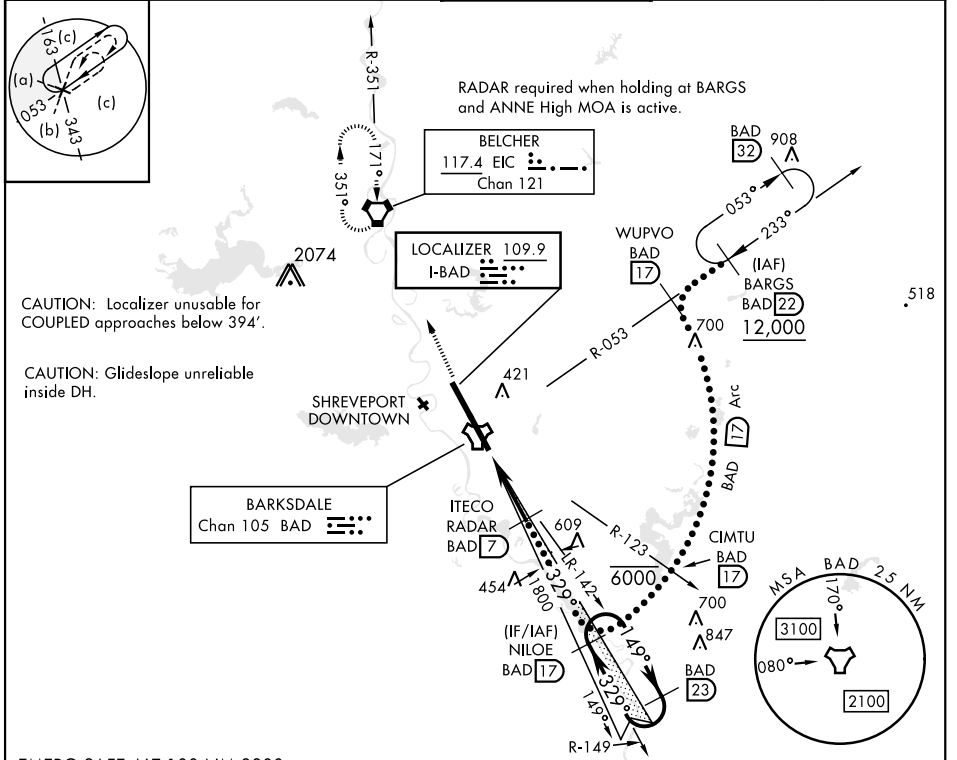 (c)
163
(a)
053
(b)
343
(c)
R-351
171°
351°
RADAR required when holding at BARGS
and ANNE High MOA is active.
BELCHER
117.4 EIC
Chan 121
BAD
32
908
053°
233°
WUPVO
BAD
17
(IAF)
BARGS
BAD 22
12,000
518
2074
LOCALIZER 109.9
I-BAD
CAUTION: Localizer unusable for
COUPLED approaches below 394'.
CAUTION: Glideslope unreliable
inside DH.
R-053
700
421
SHREVEPORT
DOWNTOWN
BAD 17 Arc
BARKSDALE
Chan 105 BAD
ITECO
RADAR
BAD 7
609
R-123
CIMTU
BAD
17
6000
LR-142
454
329°
1800
700
847
(IF/IAF)
NILOE
BAD 17
149°
329°
BAD
23
149°
R-149
MSA BAD 25 NM
170°
3100
080°
2100